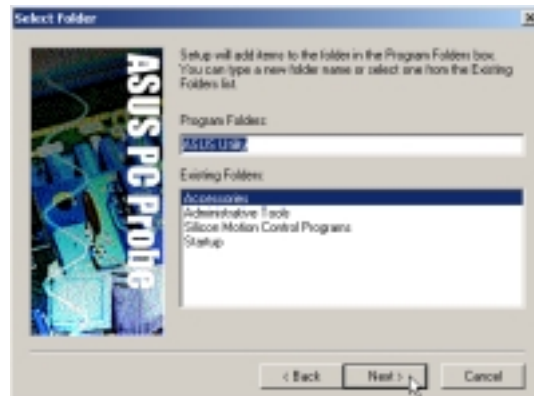 Select Folder
ASUS PC Probe
Setup will add items to the folder in the Program Folders box.
You can type a new folder name or select one from the Existing
Folders list.
Program Folders:
ASUS Utility
Existing Folders:
Accessories
Administrative Tools
Silicon Motion Control Programs
Startup
< Back
Next >
Cancel